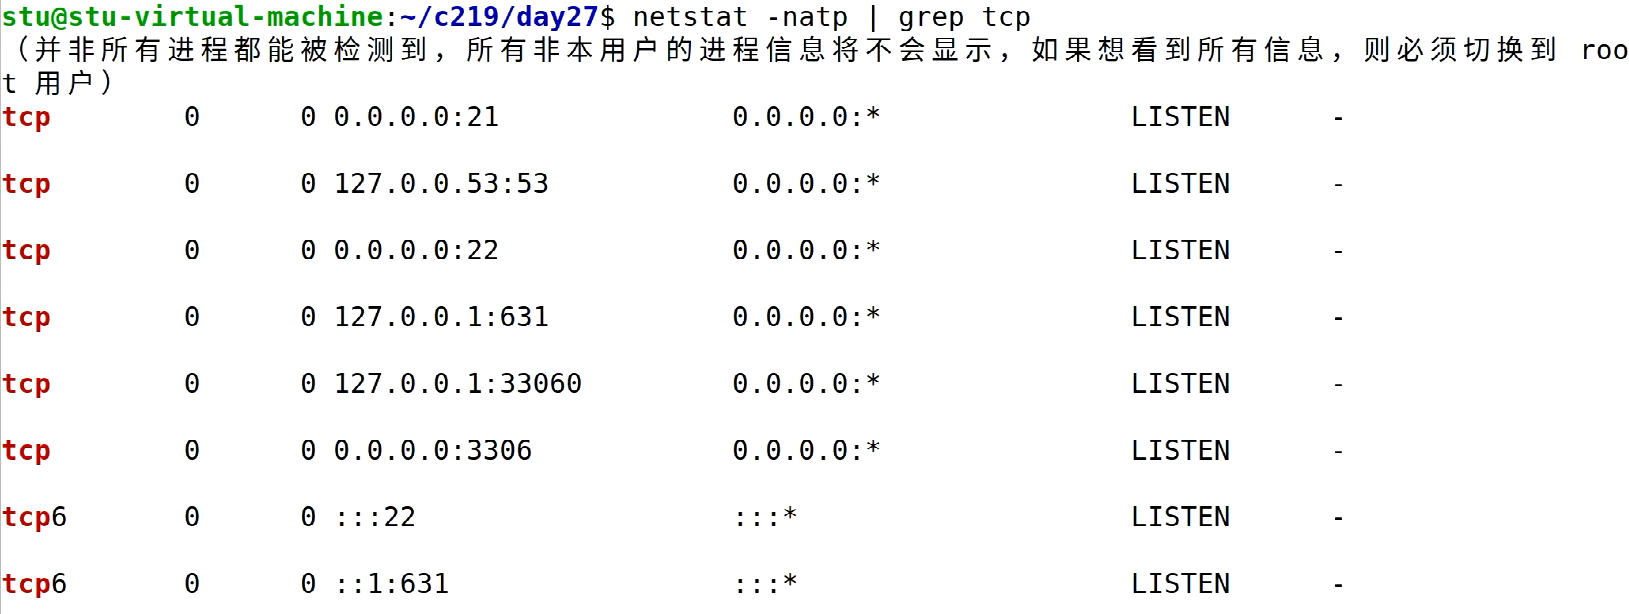 stu@stu-virtual-machine:~/c219/day27$ netstat -natp | grep tcp
（并非所有进程都能被检测到，所有非本用户的进程信息将不会显示，如果想看到所有信息，则必须切换到 roo
t 用户）
tcp        0      0 0.0.0.0:21              0.0.0.0:*               LISTEN      -
tcp        0      0 127.0.0.53:53           0.0.0.0:*               LISTEN      -
tcp        0      0 0.0.0.0:22              0.0.0.0:*               LISTEN      -
tcp        0      0 127.0.0.1:631           0.0.0.0:*               LISTEN      -
tcp        0      0 127.0.0.1:33060         0.0.0.0:*               LISTEN      -
tcp        0      0 0.0.0.0:3306            0.0.0.0:*               LISTEN      -
tcp6       0      0 :::22                   :::*                    LISTEN      -
tcp6       0      0 ::1:631                 :::*                    LISTEN      -